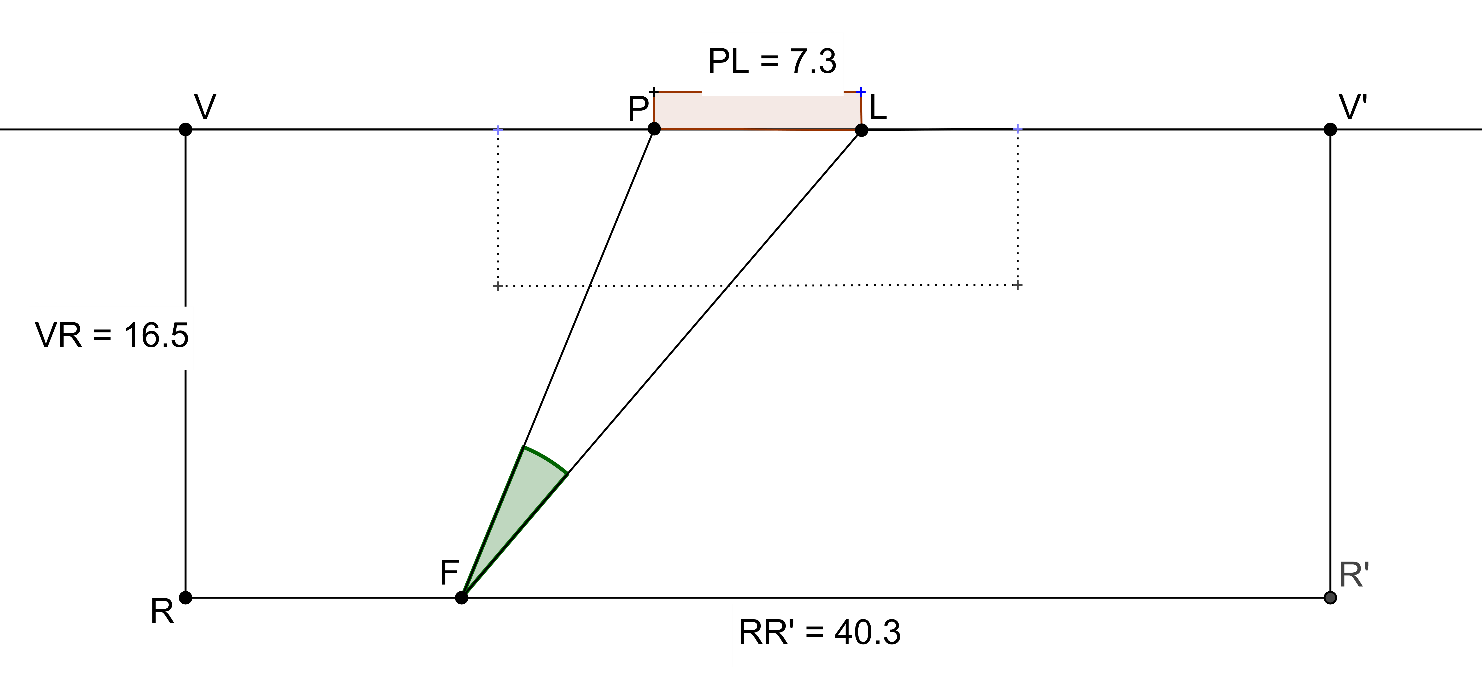 PL = 7.3
V
P
L
V'
VR = 16.5
F
R'
R
RR' = 40.3